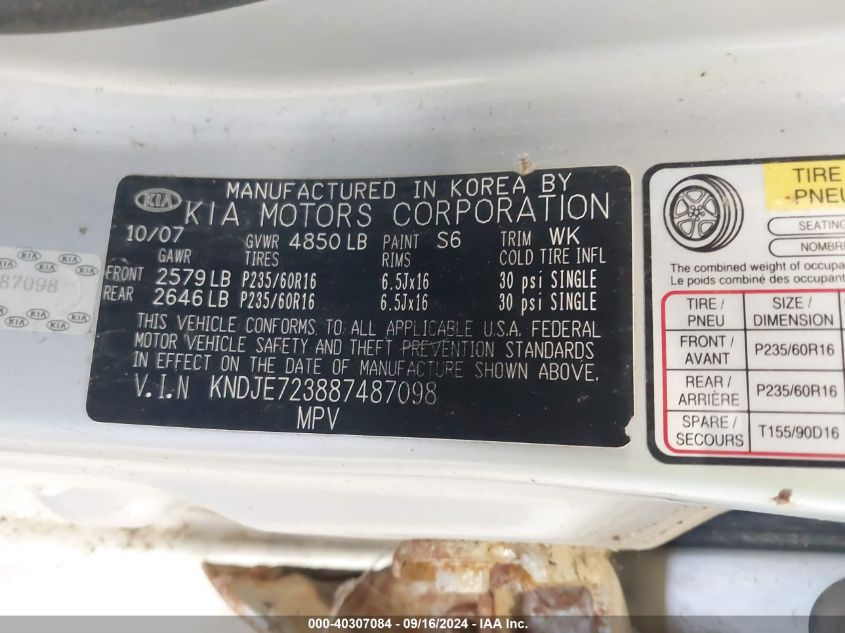 KIA
MANUFACTURED IN KOREA BY
KIA MOTORS CORPORATION
10/07 GVWR 4850 LB PAINT S6 TRIM WK
GAWR TIRES RIMS COLD TIRE INFL
FRONT 2579 LB P235/60R16 6.5Jx16 30 psi SINGLE
REAR 2646 LB P235/60R16 6.5Jx16 30 psi SINGLE
THIS VEHICLE CONFORMS TO ALL APPLICABLE U.S.A. FEDERAL
MOTOR VEHICLE SAFETY AND THEFT PREVENTION STANDARDS
IN EFFECT ON THE DATE OF MANUFACTURE SHOWN ABOVE.
V.I.N KNDJE723887487098
MPV
87098
KIA KIA KIA
TIRE
PNEU
SEATING
NOMBRE
The combined weight of
Le poids combiné des
TIRE / PNEU SIZE / DIMENSION
FRONT / AVANT P235/60R16
REAR / ARRIÈRE P235/60R16
SPARE / SECOURS T155/90D16
000-40307084 - 09/16/2024 - IAA Inc.